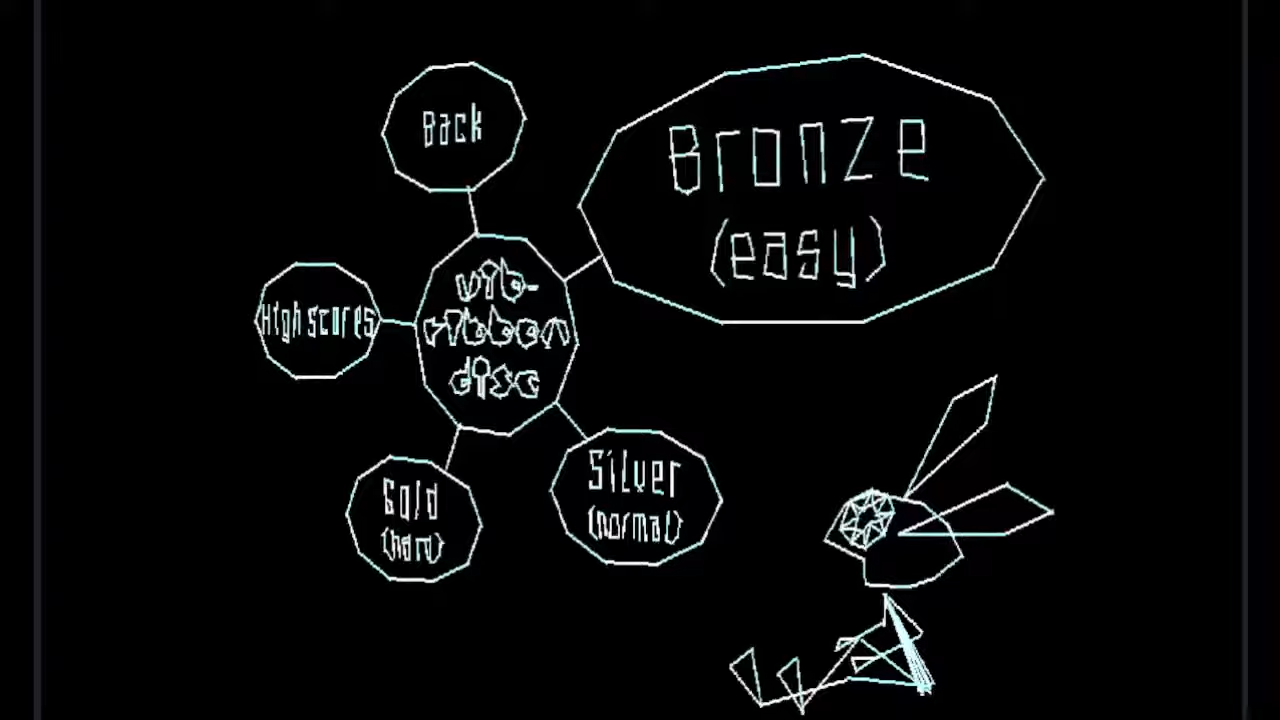 Back
Bronze
(easy)
vib-
ribbon
disc
High scores
Silver
(normal)
Gold
(hard)